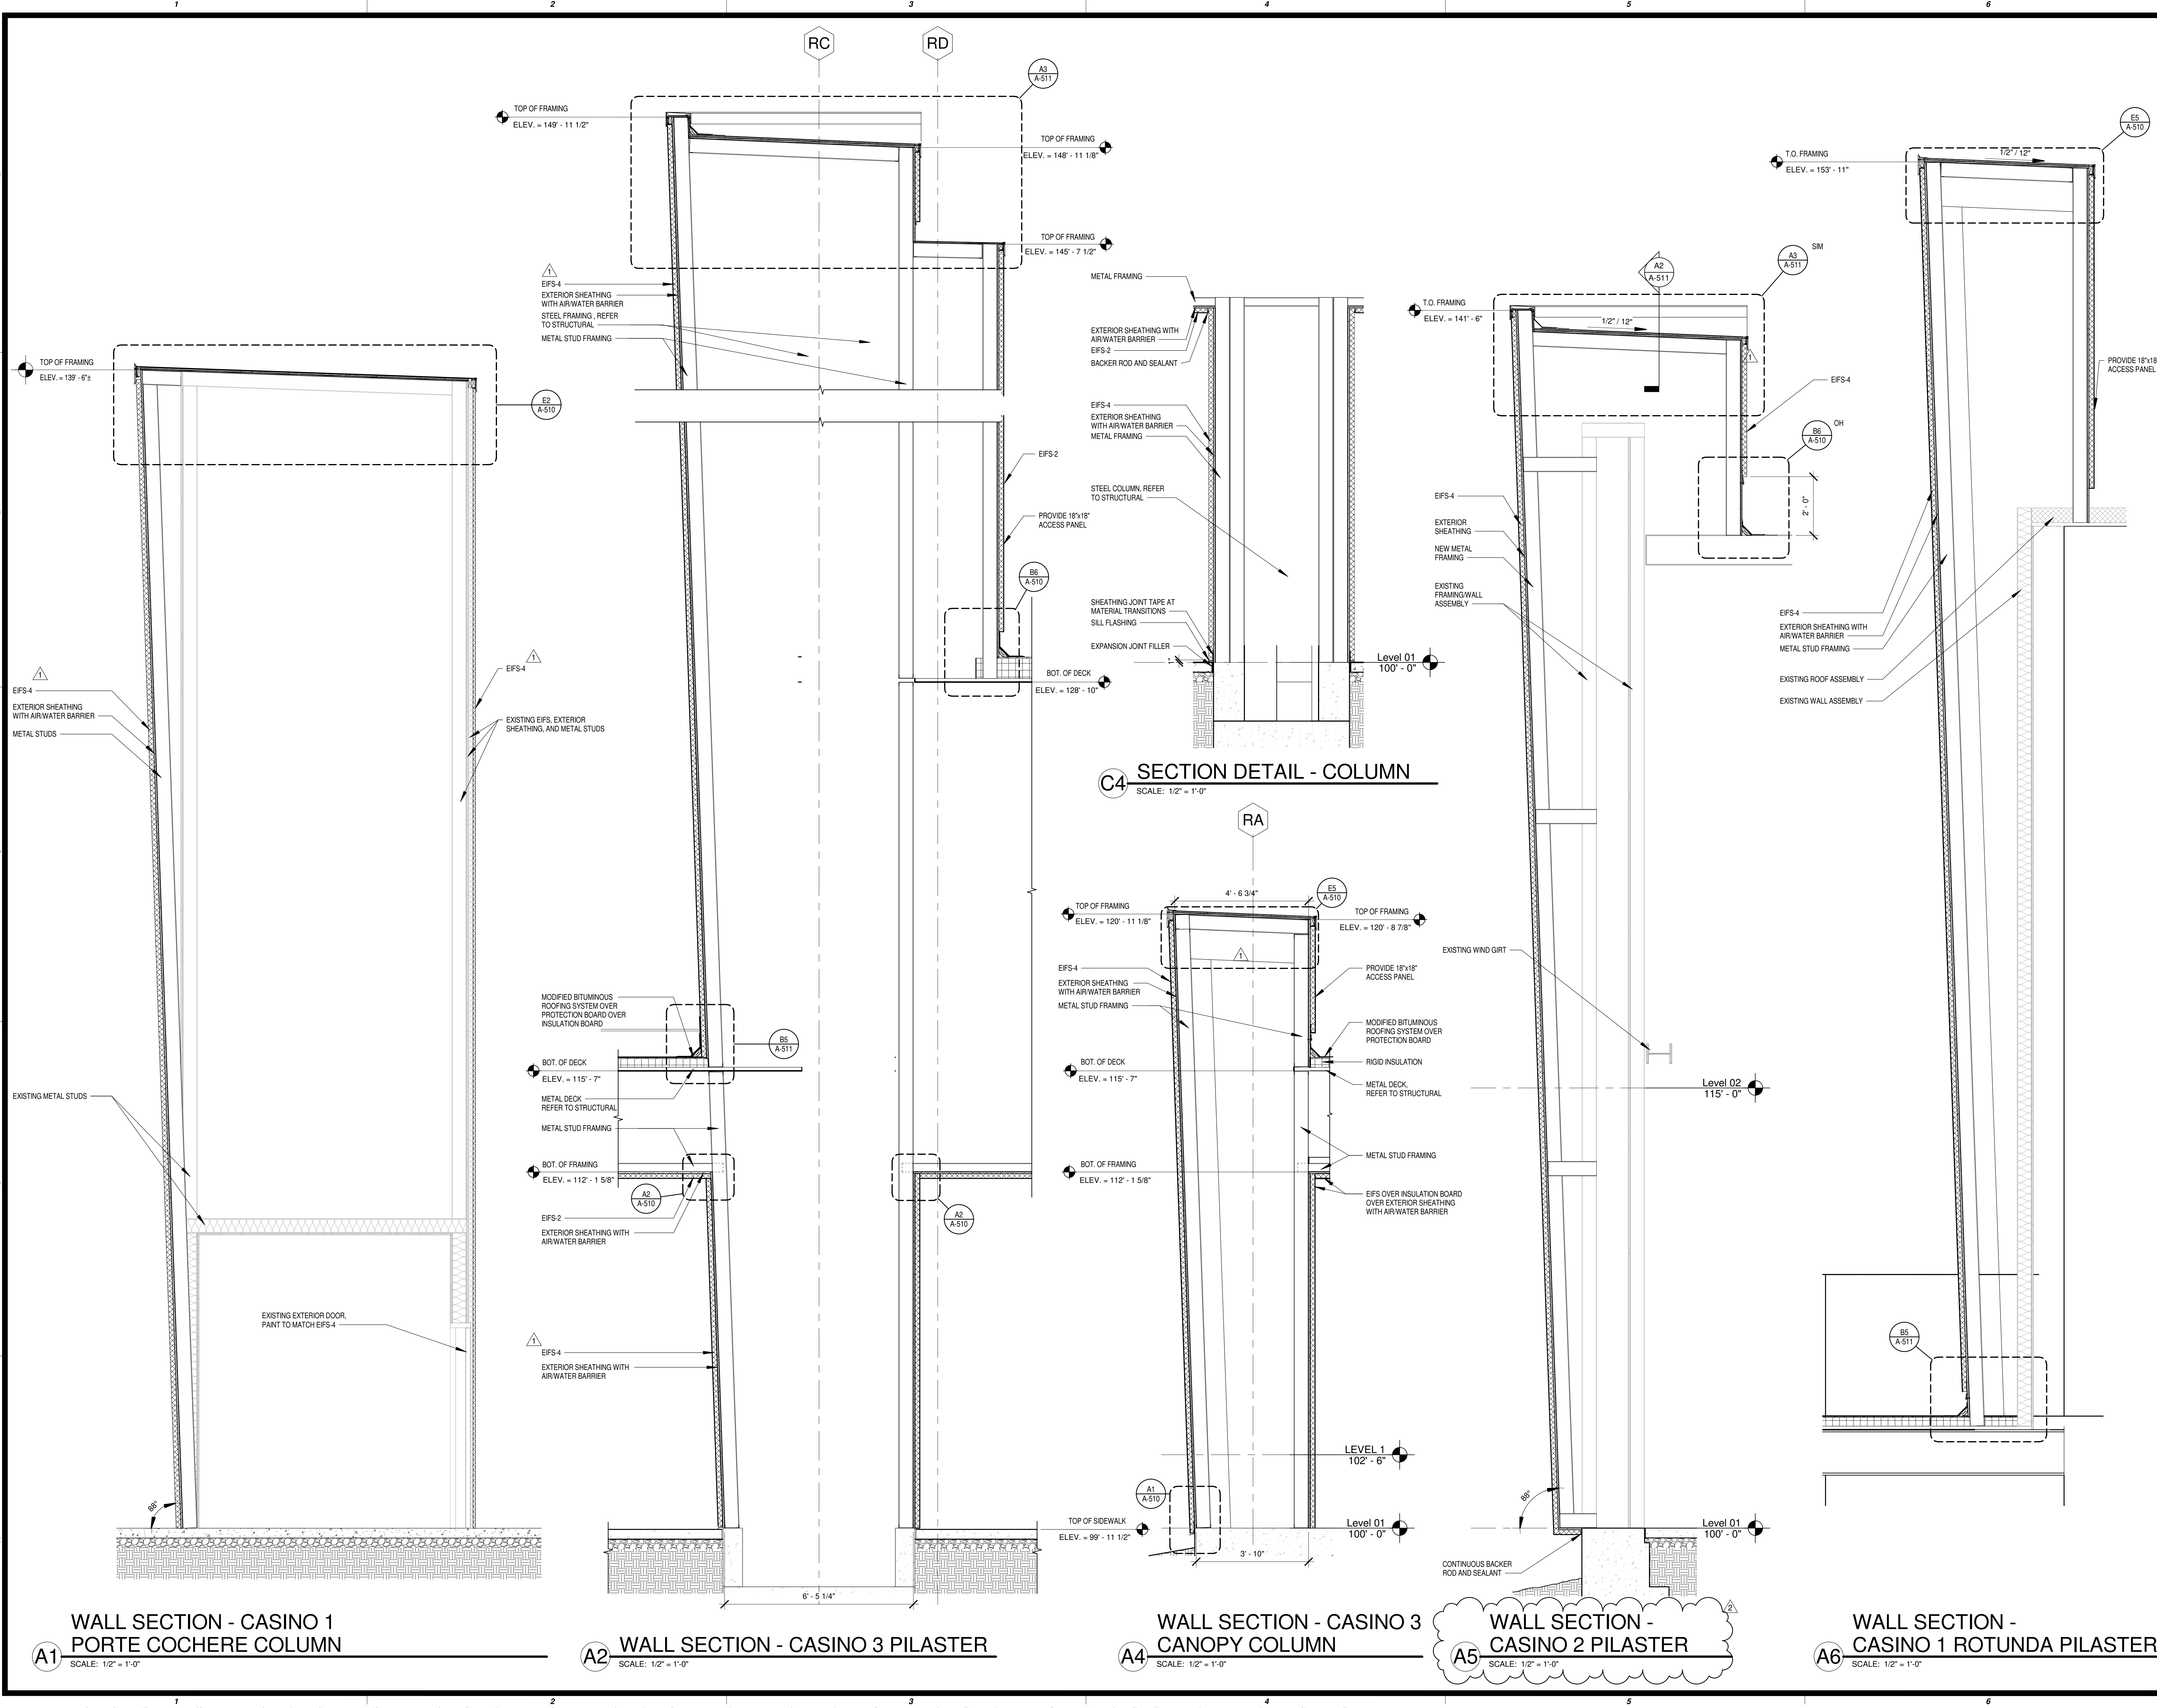 1 2 3 4 5 6
RC
RD
A3
A-511
TOP OF FRAMING
ELEV. = 149' - 11 1/2"
TOP OF FRAMING
ELEV. = 148' - 11 1/8"
TOP OF FRAMING
ELEV. = 145' - 7 1/2"
1
EIFS-4
EXTERIOR SHEATHING
WITH AIR/WATER BARRIER
STEEL FRAMING , REFER
TO STRUCTURAL
METAL STUD FRAMING
TOP OF FRAMING
ELEV. = 139' - 6"±
E2
A-510
1
EIFS-4
EXTERIOR SHEATHING
WITH AIR/WATER BARRIER
METAL STUDS
1
EIFS-4
EXISTING EIFS, EXTERIOR
SHEATHING, AND METAL STUDS
EXISTING METAL STUDS
EXISTING EXTERIOR DOOR,
PAINT TO MATCH EIFS-4
88°
WALL SECTION - CASINO 1
PORTE COCHERE COLUMN
A1
SCALE: 1/2" = 1'-0"
EIFS-2
PROVIDE 18"x18"
ACCESS PANEL
B6
A-510
BOT. OF DECK
ELEV. = 128' - 10"
MODIFIED BITUMINOUS
ROOFING SYSTEM OVER
PROTECTION BOARD OVER
INSULATION BOARD
B5
A-511
BOT. OF DECK
ELEV. = 115' - 7"
METAL DECK
REFER TO STRUCTURAL
METAL STUD FRAMING
BOT. OF FRAMING
ELEV. = 112' - 1 5/8"
A2
A-510
A2
A-510
EIFS-2
EXTERIOR SHEATHING WITH
AIR/WATER BARRIER
1
EIFS-4
EXTERIOR SHEATHING WITH
AIR/WATER BARRIER
6' - 5 1/4"
A2
WALL SECTION - CASINO 3 PILASTER
SCALE: 1/2" = 1'-0"
METAL FRAMING
EXTERIOR SHEATHING WITH
AIR/WATER BARRIER
EIFS-2
BACKER ROD AND SEALANT
EIFS-4
EXTERIOR SHEATHING
WITH AIR/WATER BARRIER
METAL FRAMING
STEEL COLUMN, REFER
TO STRUCTURAL
SHEATHING JOINT TAPE AT
MATERIAL TRANSITIONS
SILL FLASHING
EXPANSION JOINT FILLER
1"
Level 01
100' - 0"
C4
SECTION DETAIL - COLUMN
SCALE: 1/2" = 1'-0"
RA
4' - 6 3/4"
E5
A-510
TOP OF FRAMING
ELEV. = 120' - 11 1/8"
TOP OF FRAMING
ELEV. = 120' - 8 7/8"
1
EIFS-4
EXTERIOR SHEATHING
WITH AIR/WATER BARRIER
METAL STUD FRAMING
PROVIDE 18"x18"
ACCESS PANEL
MODIFIED BITUMINOUS
ROOFING SYSTEM OVER
PROTECTION BOARD
RIGID INSULATION
BOT. OF DECK
ELEV. = 115' - 7"
METAL DECK,
REFER TO STRUCTURAL
METAL STUD FRAMING
BOT. OF FRAMING
ELEV. = 112' - 1 5/8"
EIFS OVER INSULATION BOARD
OVER EXTERIOR SHEATHING
WITH AIR/WATER BARRIER
LEVEL 1
102' - 6"
A1
A-510
TOP OF SIDEWALK
ELEV. = 99' - 11 1/2"
Level 01
100' - 0"
3' - 10"
WALL SECTION - CASINO 3
CANOPY COLUMN
A4
SCALE: 1/2" = 1'-0"
T.O. FRAMING
ELEV. = 141' - 6"
A2
A-511
A3
A-511
SIM
1/2" / 12"
1
EIFS-4
B6
A-510
OH
2' - 0"
EIFS-4
EXTERIOR
SHEATHING
NEW METAL
FRAMING
EXISTING
FRAMING/WALL
ASSEMBLY
EXISTING WIND GIRT
Level 02
115' - 0"
88°
Level 01
100' - 0"
CONTINUOUS BACKER
ROD AND SEALANT
2
WALL SECTION -
CASINO 2 PILASTER
A5
SCALE: 1/2" = 1'-0"
E5
A-510
T.O. FRAMING
ELEV. = 153' - 11"
1/2" / 12"
PROVIDE 18"x18"
ACCESS PANEL
EIFS-4
EXTERIOR SHEATHING WITH
AIR/WATER BARRIER
METAL STUD FRAMING
EXISTING ROOF ASSEMBLY
EXISTING WALL ASSEMBLY
B5
A-511
WALL SECTION -
CASINO 1 ROTUNDA PILASTER
A6
SCALE: 1/2" = 1'-0"
1 2 3 4 5 6